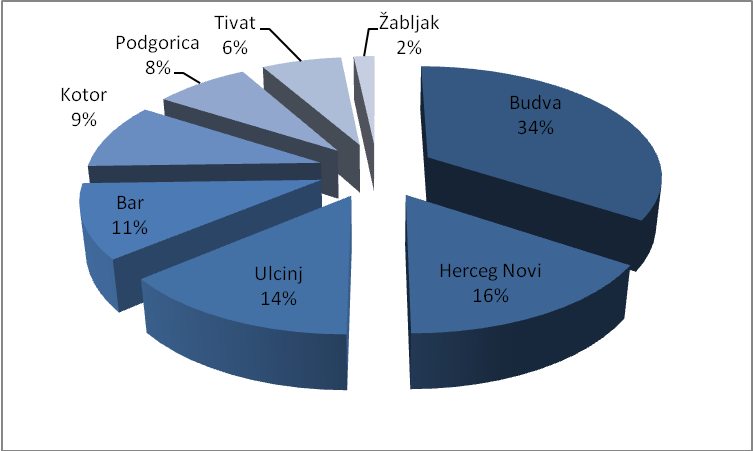 Tivat
6%
Žabljak
2%
Podgorica
8%
Kotor
9%
Budva
34%
Bar
11%
Ulcinj
14%
Herceg Novi
16%